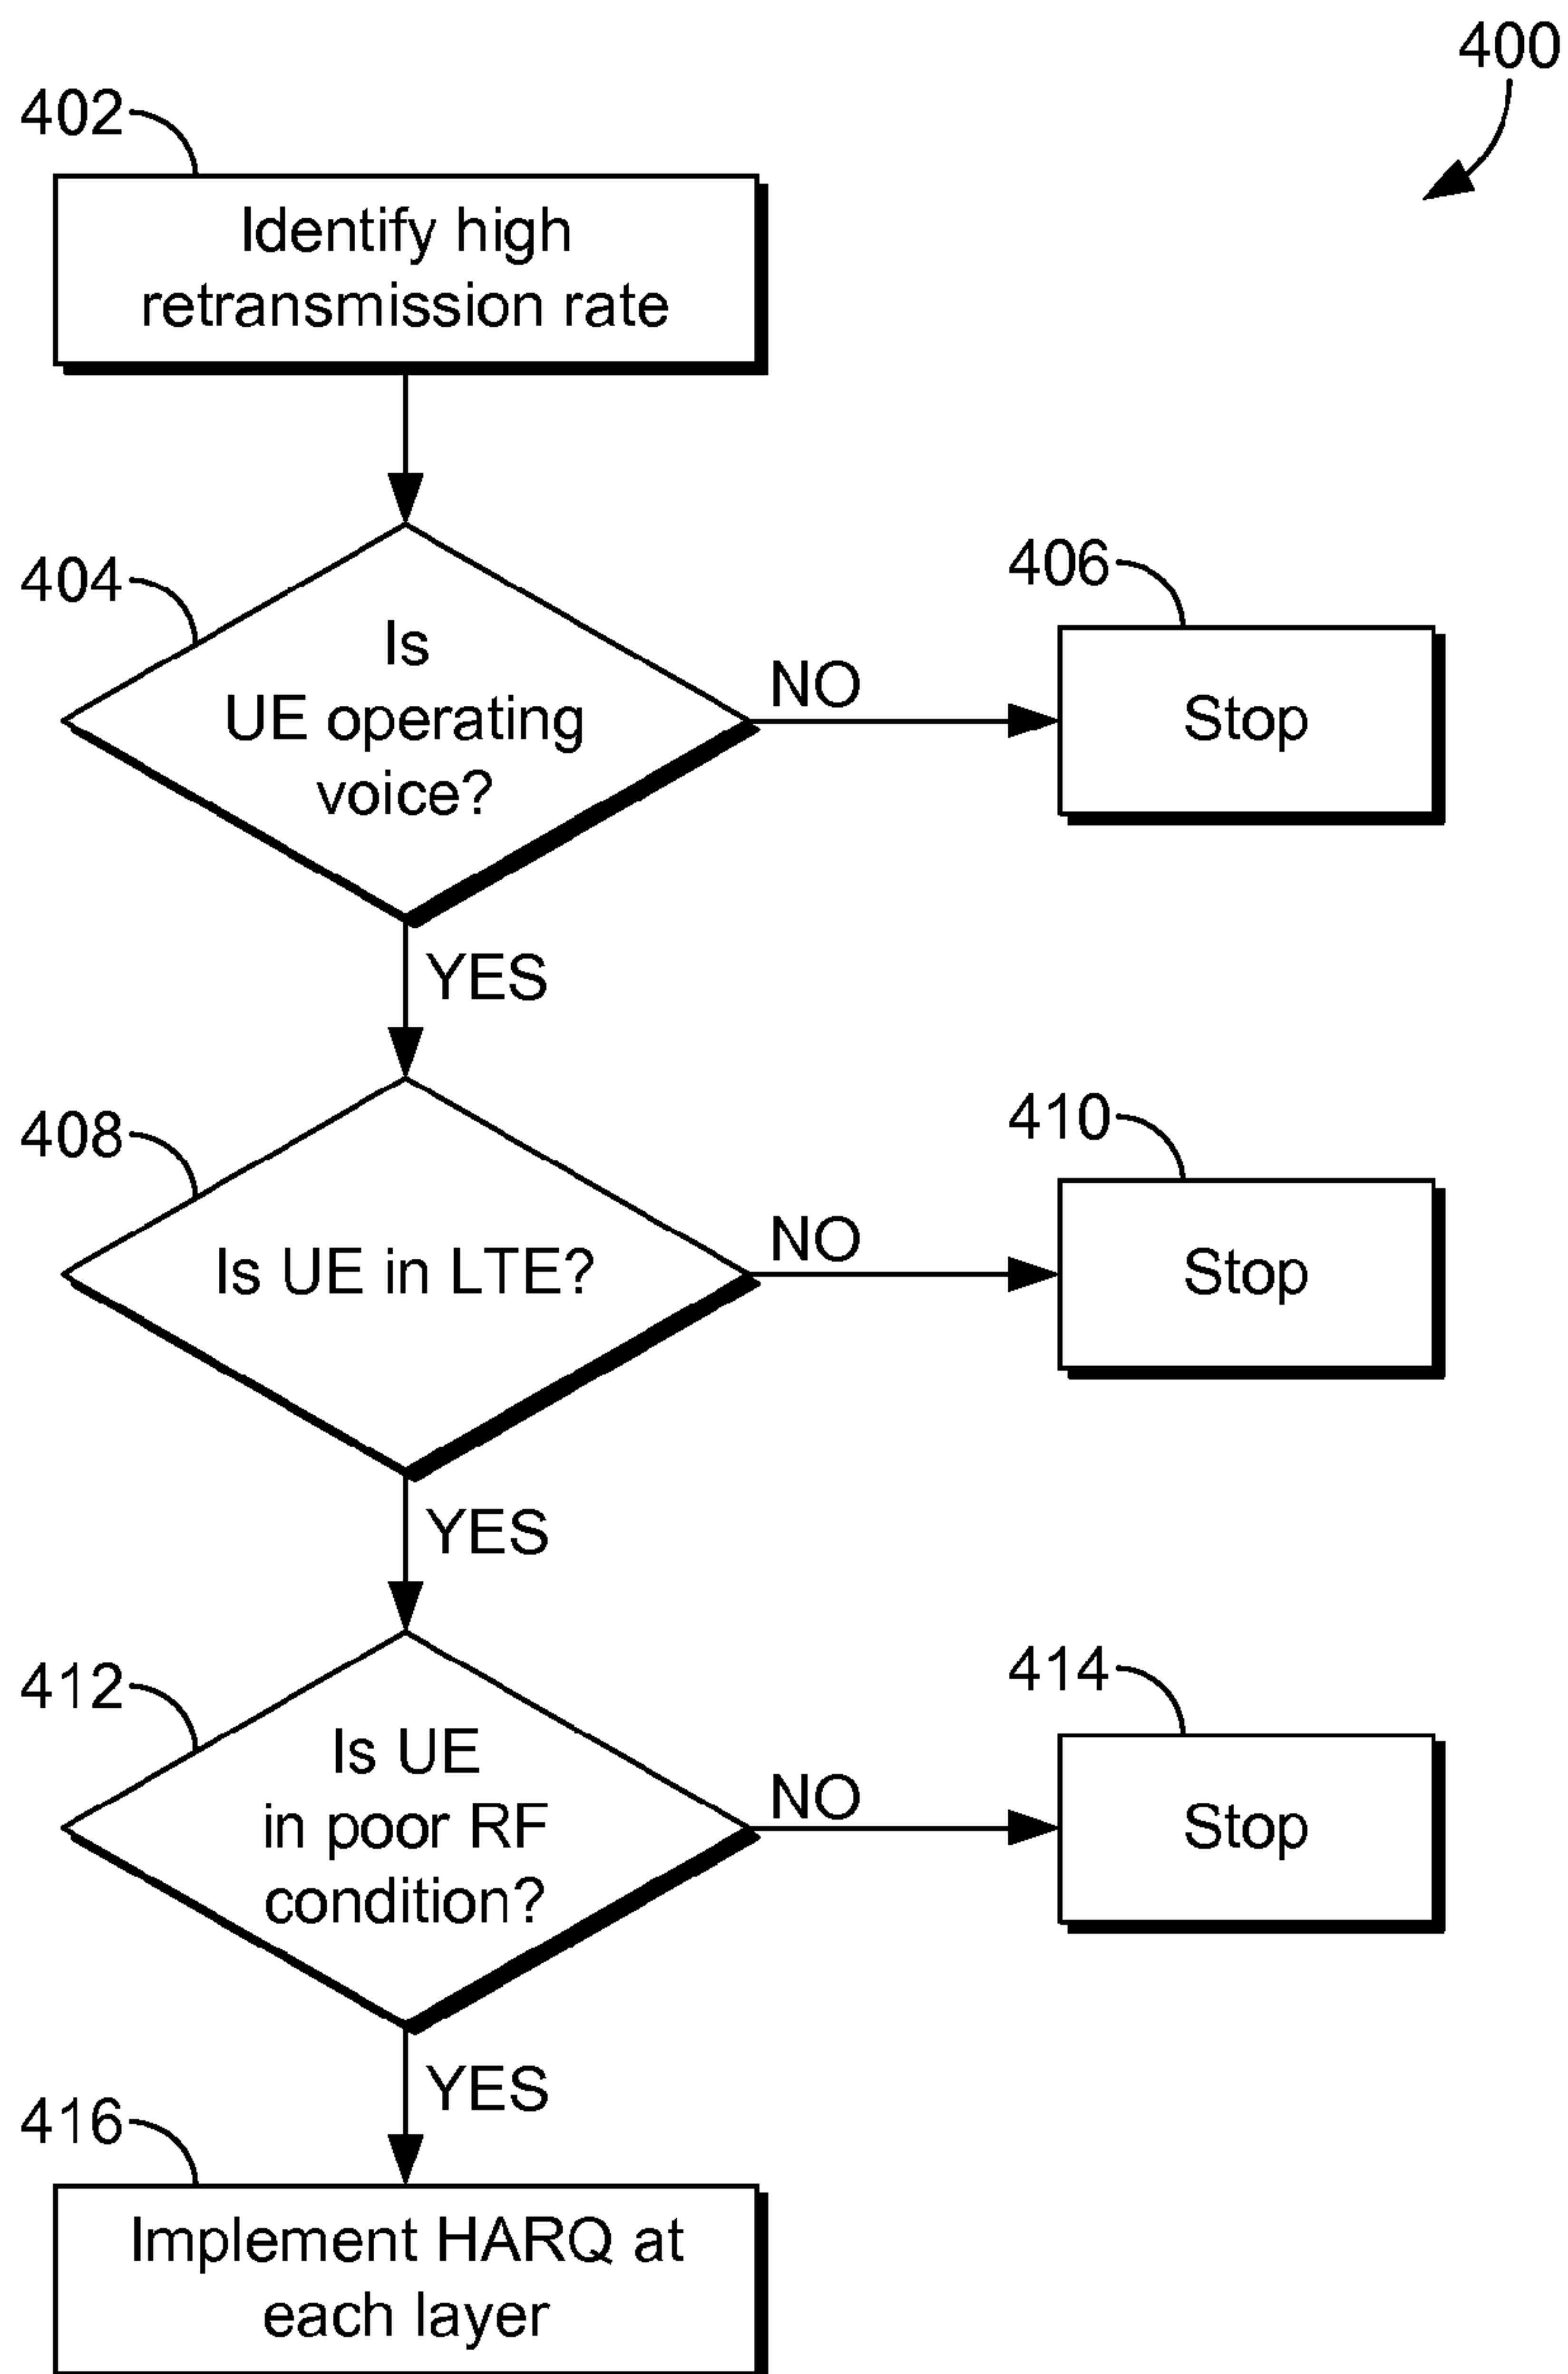 400
402
Identify high
retransmission rate
404
Is
UE operating
voice?
NO
406
Stop
YES
408
Is UE in LTE?
NO
410
Stop
YES
412
Is UE
in poor RF
condition?
NO
414
Stop
YES
416
Implement HARQ at
each layer